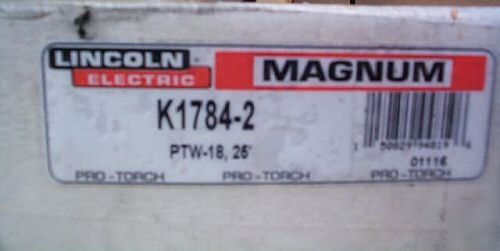 LINCOLN
ELECTRIC
MAGNUM
K1784-2
PTW-18, 25'
01116
PRO-TORCH PRO-TORCH PRO-TORCH